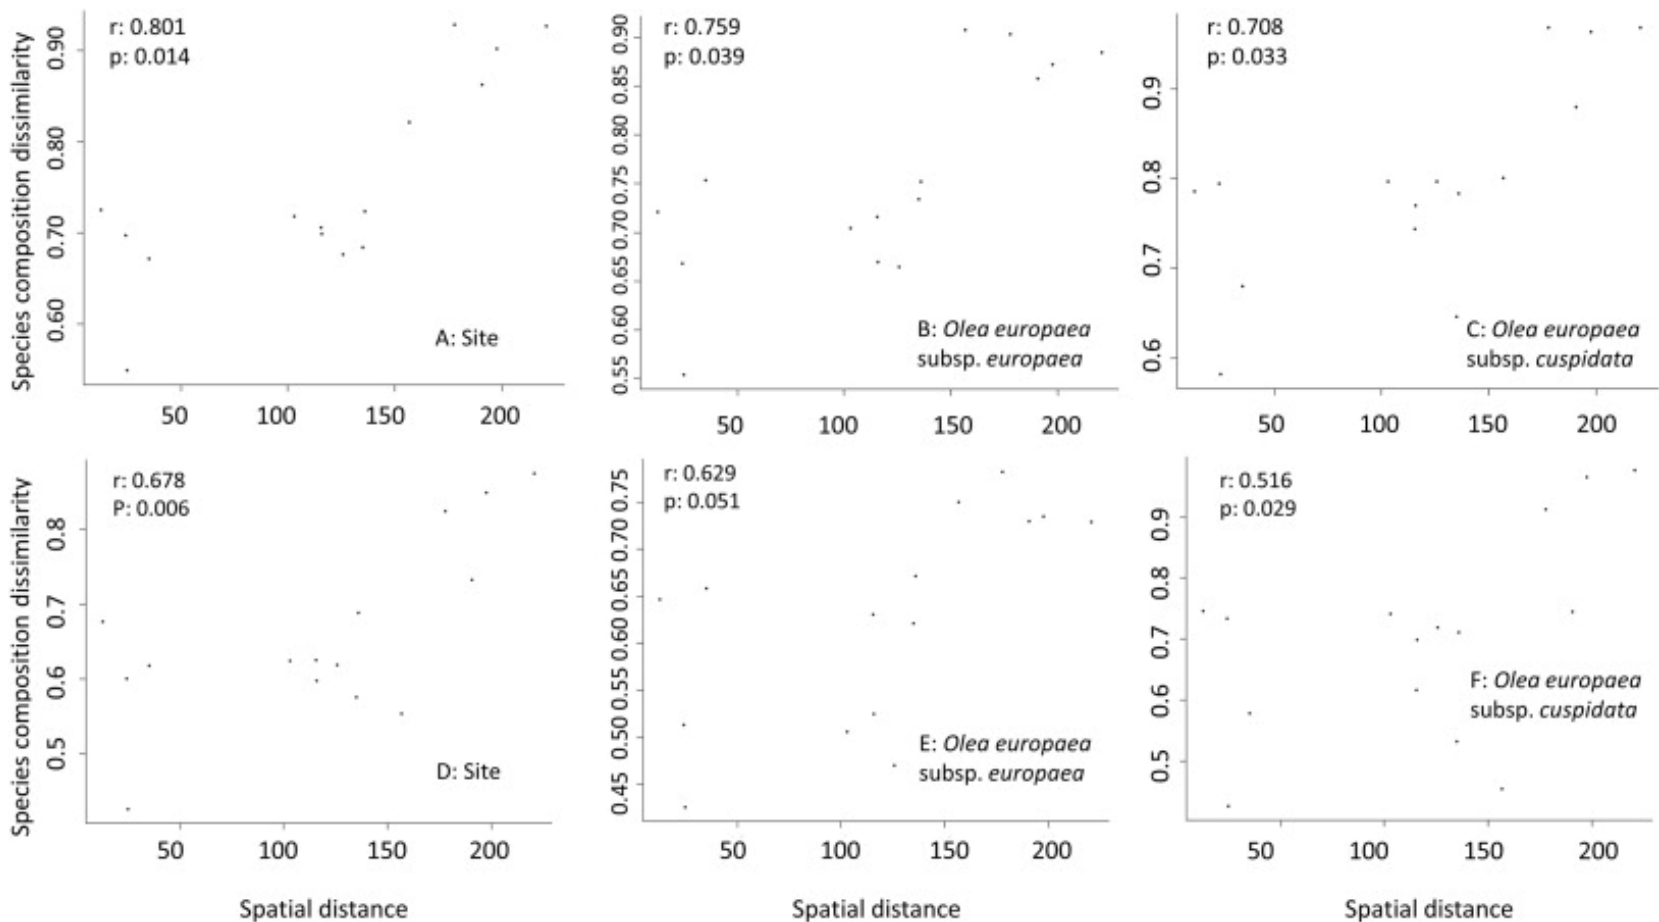 r: 0.801
p: 0.014
0.90
0.80
0.70
0.60
Species composition dissimilarity
A: Site
50 100 150 200
r: 0.759
p: 0.039
0.90
0.85
0.80
0.75
0.70
0.65
0.60
0.55
B: Olea europaea
subsp. europaea
50 100 150 200
r: 0.708
p: 0.033
0.9
0.8
0.7
0.6
C: Olea europaea
subsp. cuspidata
50 100 150 200
r: 0.678
P: 0.006
0.8
0.7
0.6
0.5
Species composition dissimilarity
D: Site
50 100 150 200
Spatial distance
r: 0.629
p: 0.051
0.75
0.70
0.65
0.60
0.55
0.50
0.45
E: Olea europaea
subsp. europaea
50 100 150 200
Spatial distance
r: 0.516
p: 0.029
0.9
0.8
0.7
0.6
0.5
F: Olea europaea
subsp. cuspidata
50 100 150 200
Spatial distance